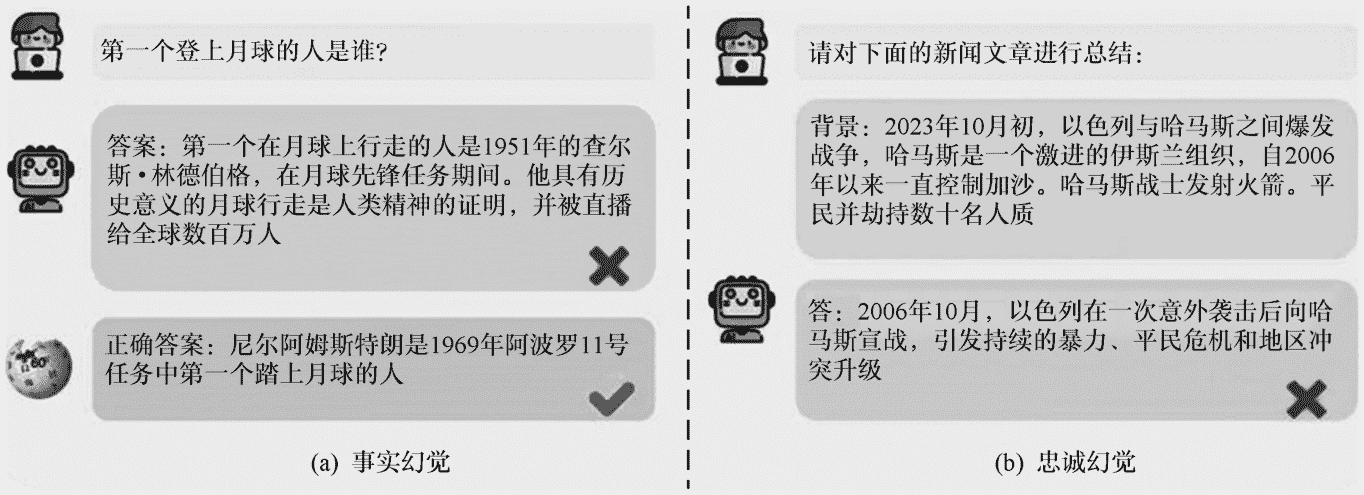 第一个登上月球的人是谁?
答案：第一个在月球上行走的人是1951年的查尔
斯·林德伯格，在月球先锋任务期间。他具有历
史意义的月球行走是人类精神的证明，并被直播
给全球数百万人
正确答案：尼尔阿姆斯特朗是1969年阿波罗11号
任务中第一个踏上月球的人
(a) 事实幻觉
请对下面的新闻文章进行总结：
背景：2023年10月初，以色列与哈马斯之间爆发
战争，哈马斯是一个激进的伊斯兰组织，自2006
年以来一直控制加沙。哈马斯战士发射火箭。平
民并劫持数十名人质
答：2006年10月，以色列在一次意外袭击后向哈
马斯宣战，引发持续的暴力、平民危机和地区冲
突升级
(b) 忠诚幻觉